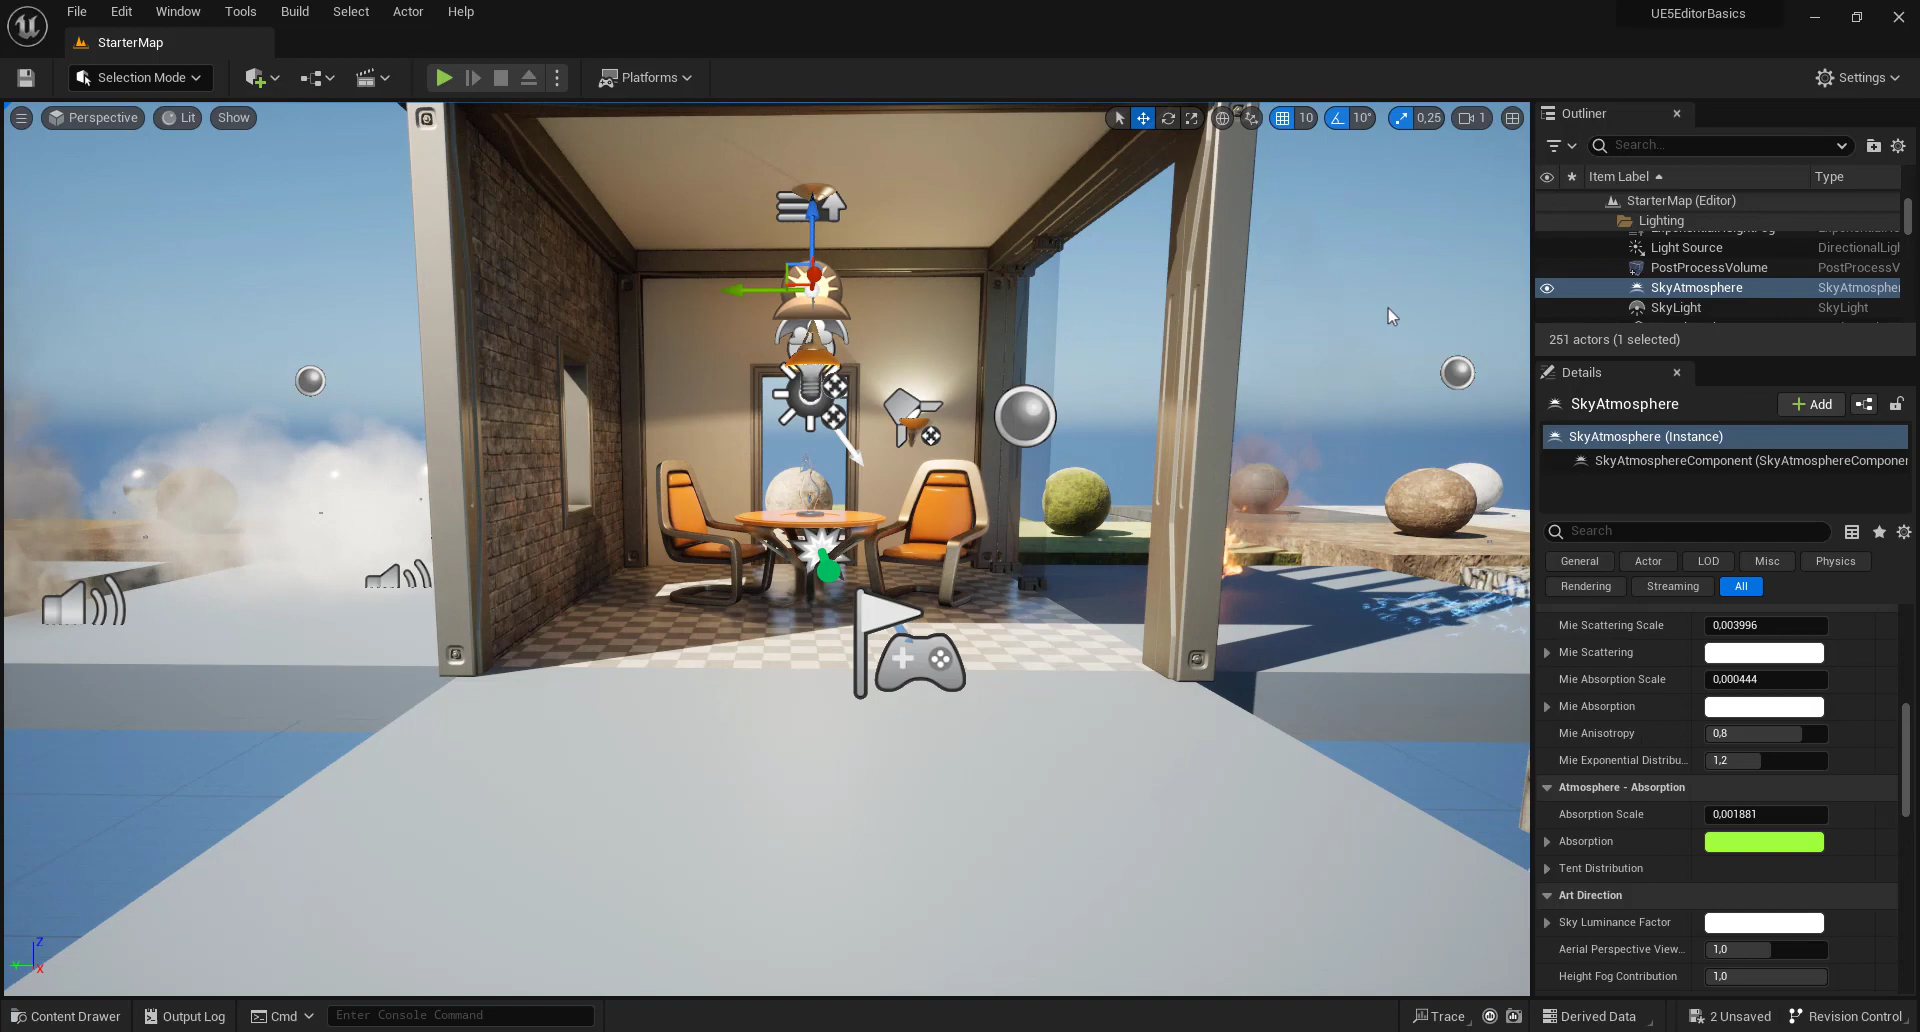 File Edit Window Tools Build Select Actor Help
UE5EditorBasics
StarterMap
Selection Mode
Platforms
Settings
Perspective
Lit
Show
10
10°
0,25
1
Outliner
Search...
Item Label
Type
StarterMap (Editor)
Lighting
Light Source DirectionalLigh
PostProcessVolume PostProcessV
SkyAtmosphere SkyAtmospher
SkyLight SkyLight
251 actors (1 selected)
Details
SkyAtmosphere
Add
SkyAtmosphere (Instance)
SkyAtmosphereComponent (SkyAtmosphereComponen
Search
General Actor LOD Misc Physics
Rendering Streaming All
Mie Scattering Scale 0,003996
Mie Scattering
Mie Absorption Scale 0,000444
Mie Absorption
Mie Anisotropy 0,8
Mie Exponential Distribu... 1,2
Atmosphere - Absorption
Absorption Scale 0,001881
Absorption
Tent Distribution
Art Direction
Sky Luminance Factor
Aerial Perspective View... 1,0
Height Fog Contribution 1,0
Z
Y
X
Content Drawer
Output Log
Cmd
Enter Console Command
Trace
Derived Data
2 Unsaved
Revision Control